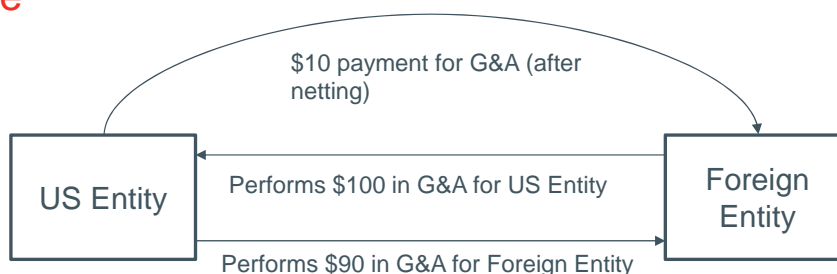 e
$10 payment for G&A (after
netting)
US Entity
Performs $100 in G&A for US Entity
Foreign
Entity
Performs $90 in G&A for Foreign Entity